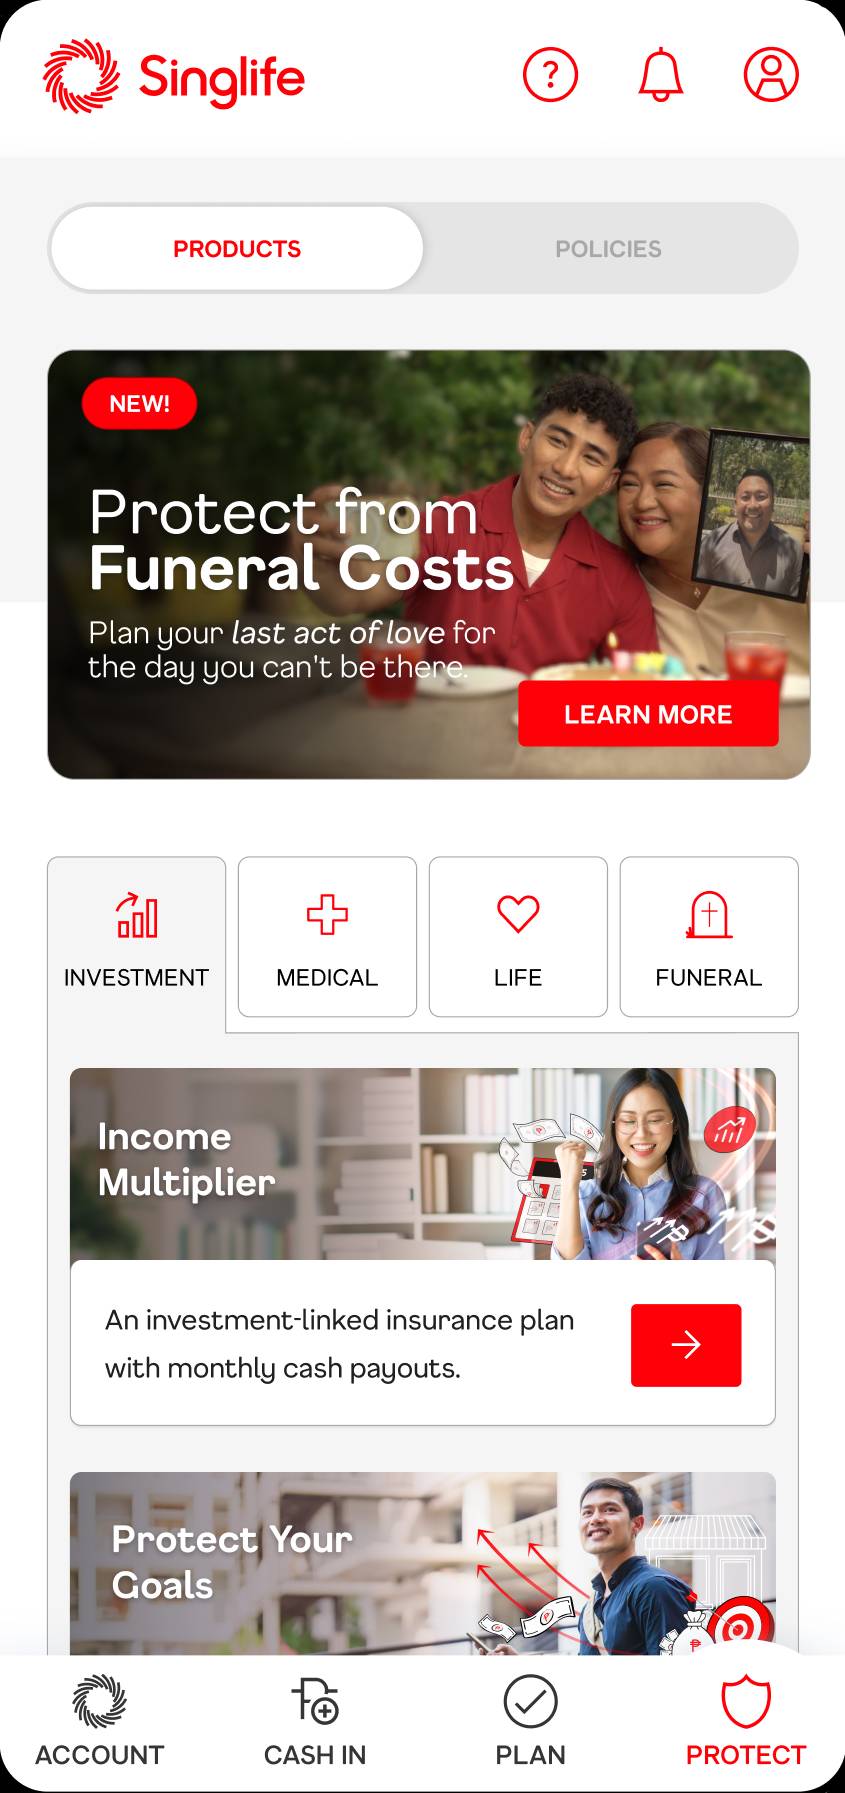 Singlife
?
PRODUCTS
POLICIES
NEW!
Protect from
Funeral Costs
Plan your last act of love for
the day you can't be there.
LEARN MORE
INVESTMENT
MEDICAL
LIFE
FUNERAL
Income
Multiplier
An investment-linked insurance plan
with monthly cash payouts.
Protect Your
Goals
ACCOUNT
CASH IN
PLAN
PROTECT